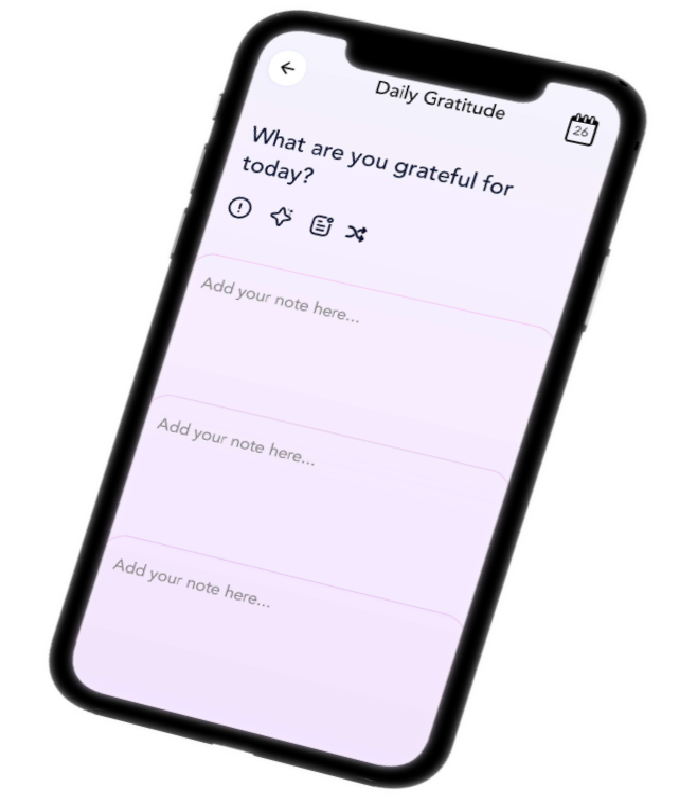 Daily Gratitude
26
What are you grateful for
today?
Add your note here...
Add your note here...
Add your note here...